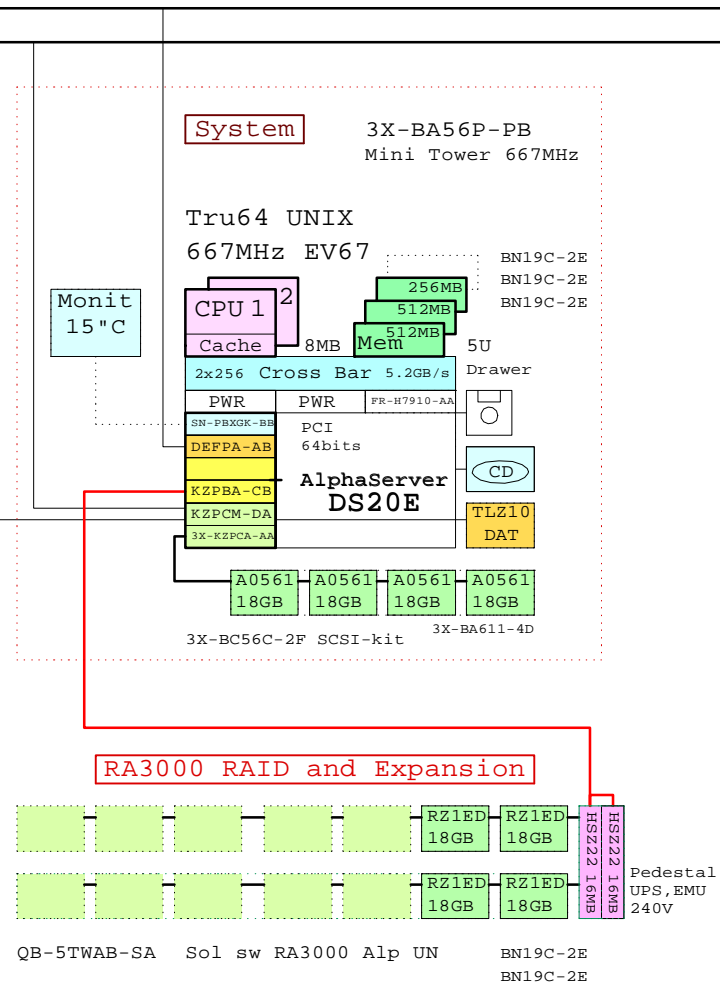 System
3X-BA56P-PB
Mini Tower 667MHz
Tru64 UNIX
667MHz EV67
BN19C-2E
BN19C-2E
BN19C-2E
Monit
15"C
CPU 1
2
Cache
8MB
256MB
512MB
512MB
Mem
5U
Drawer
2x256 Cross Bar 5.2GB/s
PWR
PWR
FR-H7910-AA
SN-PBXGK-BB
PCI
64bits
DEFPA-AB
KZPBA-CB
KZPCM-DA
3X-KZPCA-AA
AlphaServer
DS20E
CD
TLZ10
DAT
A0561
18GB
A0561
18GB
A0561
18GB
A0561
18GB
3X-BC56C-2F SCSI-kit
3X-BA611-4D
RA3000 RAID and Expansion
RZ1ED
18GB
RZ1ED
18GB
RZ1ED
18GB
RZ1ED
18GB
HSZ22 16MB
HSZ22 16MB
Pedestal
UPS,EMU
240V
QB-5TWAB-SA Sol sw RA3000 Alp UN
BN19C-2E
BN19C-2E